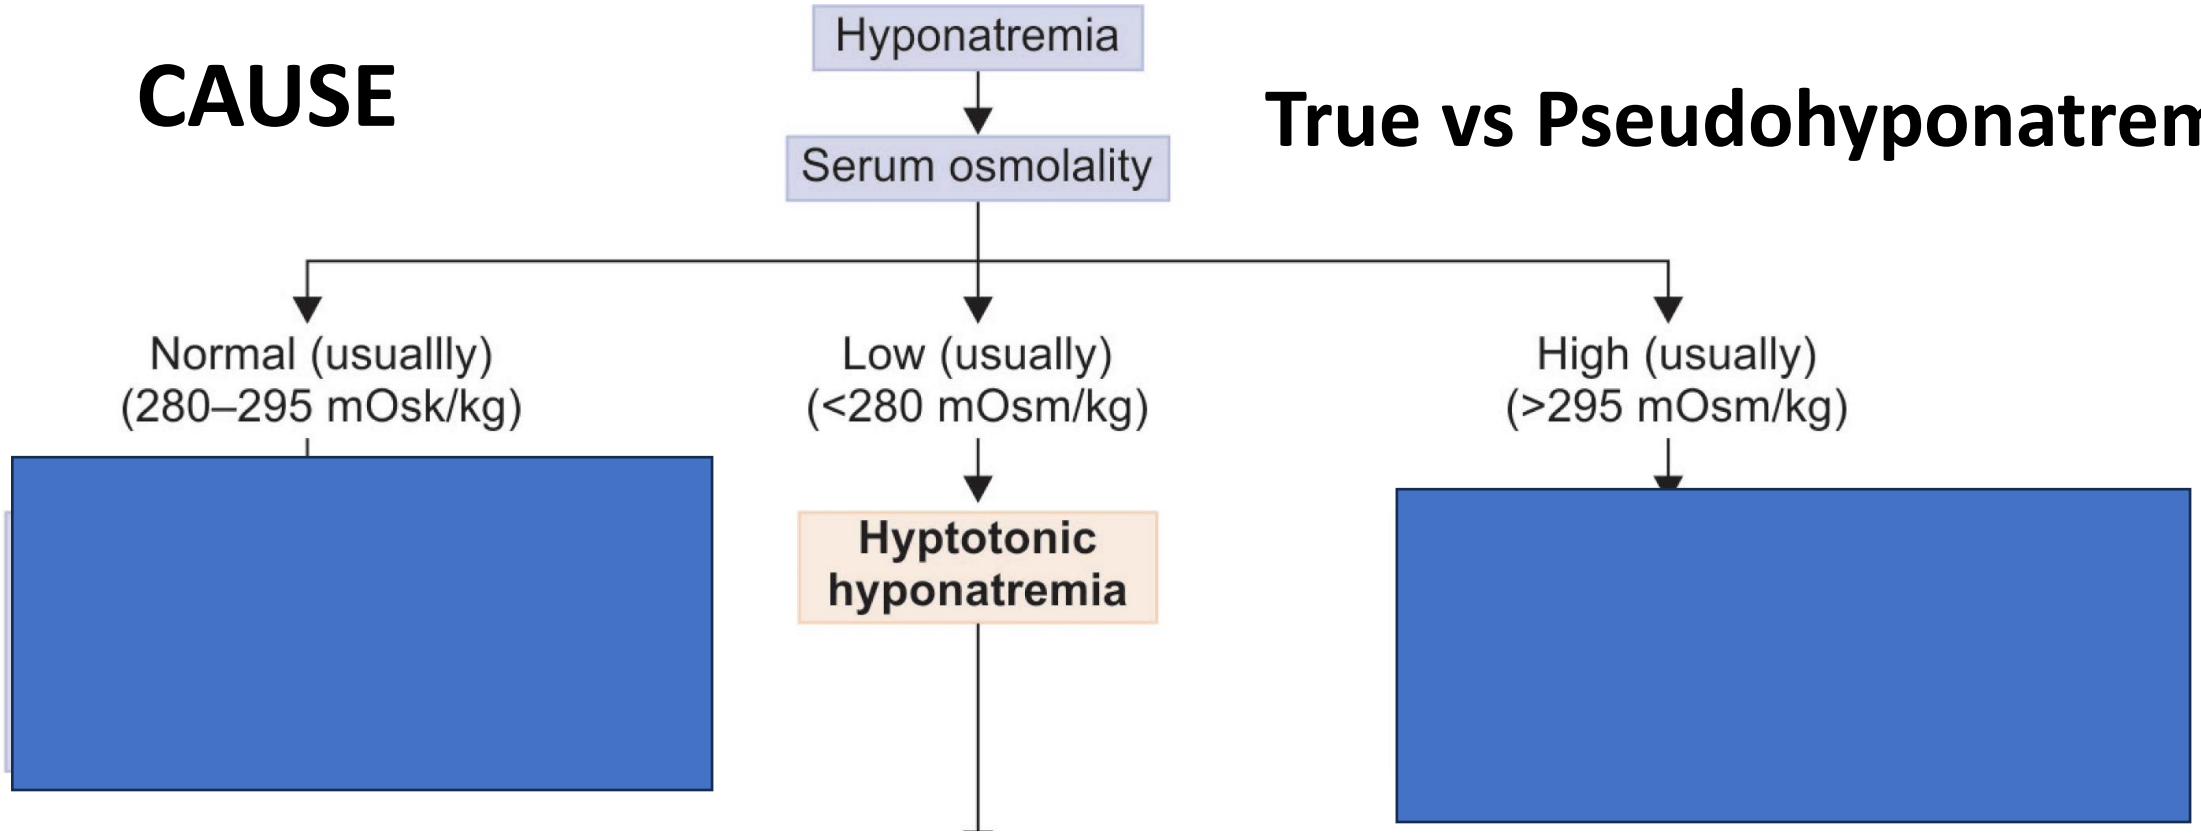 Hyponatremia
CAUSE
True vs Pseudohyponatrem
Serum osmolality
Normal (usuallly)
(280–295 mOsk/kg)
Low (usually)
(<280 mOsm/kg)
High (usually)
(>295 mOsm/kg)
Hyptotonic
hyponatremia